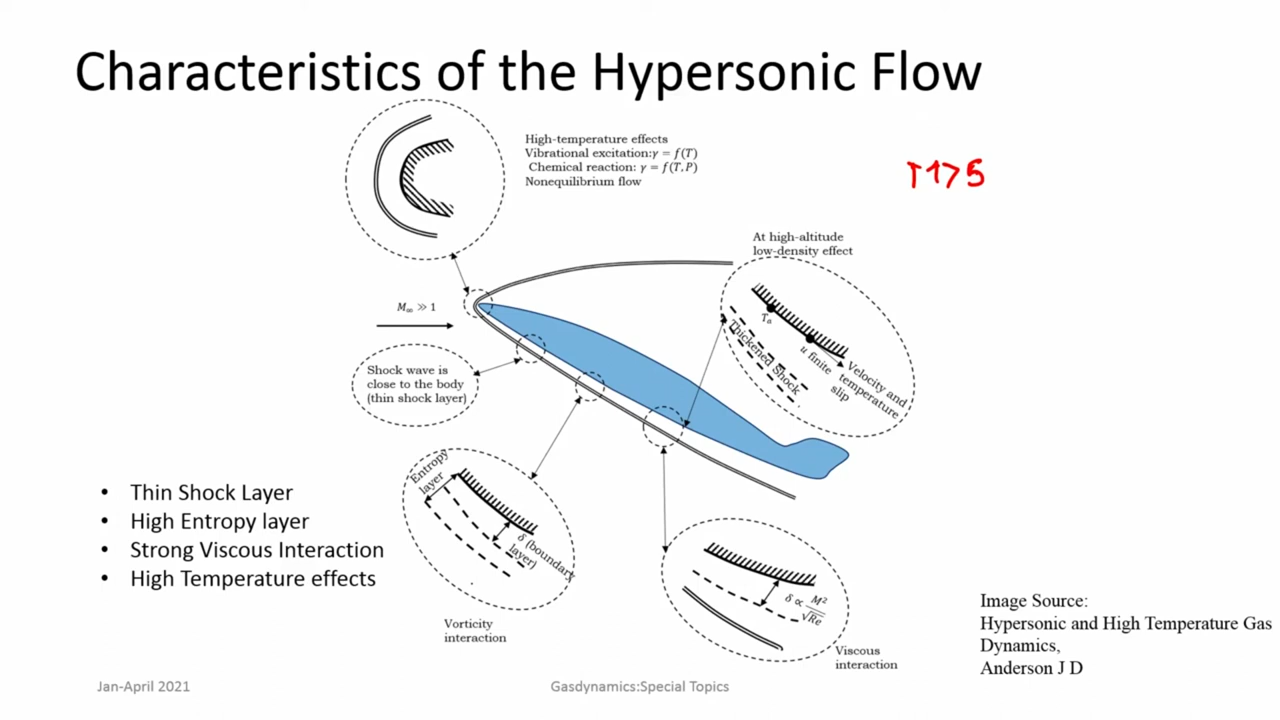 Characteristics of the Hypersonic Flow
High-temperature effects
Vibrational excitation:γ = f(T)
Chemical reaction: γ = f(T.P)
Nonequilibrium flow
At high-altitude
low-density effect
M∞ ≫ 1
Tₐ
Thickened Shock
u finite
Velocity and
temperature
slip
Shock wave is
close to the body
(thin shock layer)
Entropy
layer
δ (boundary
layer)
Vorticity
interaction
δ ∝ M²/√Re
Viscous
interaction
• Thin Shock Layer
• High Entropy layer
• Strong Viscous Interaction
• High Temperature effects
Image Source:
Hypersonic and High Temperature Gas
Dynamics,
Anderson J D
Jan-April 2021
Gasdynamics:Special Topics